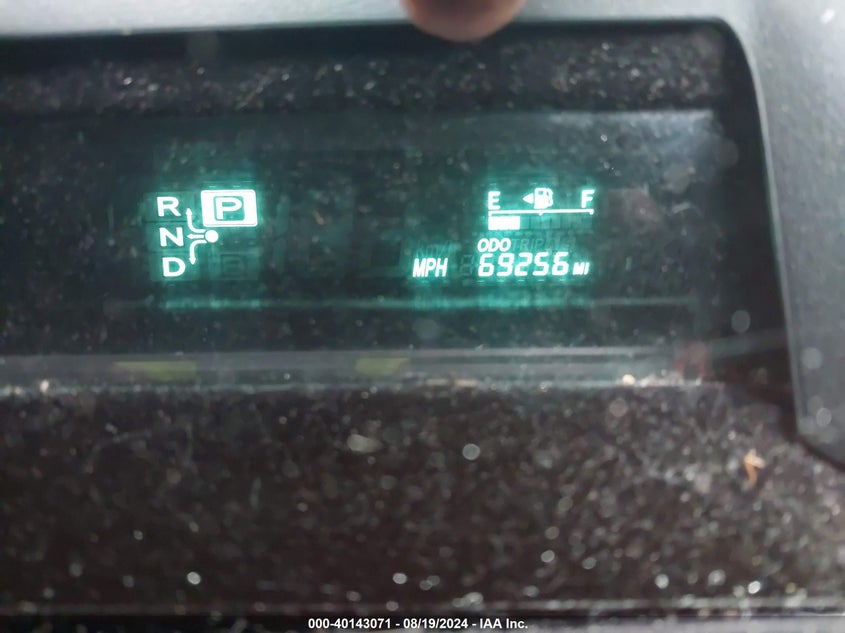 R P
N
D
E F
ODO
MPH 69256 MI
000-40143071 - 08/19/2024 - IAA Inc.